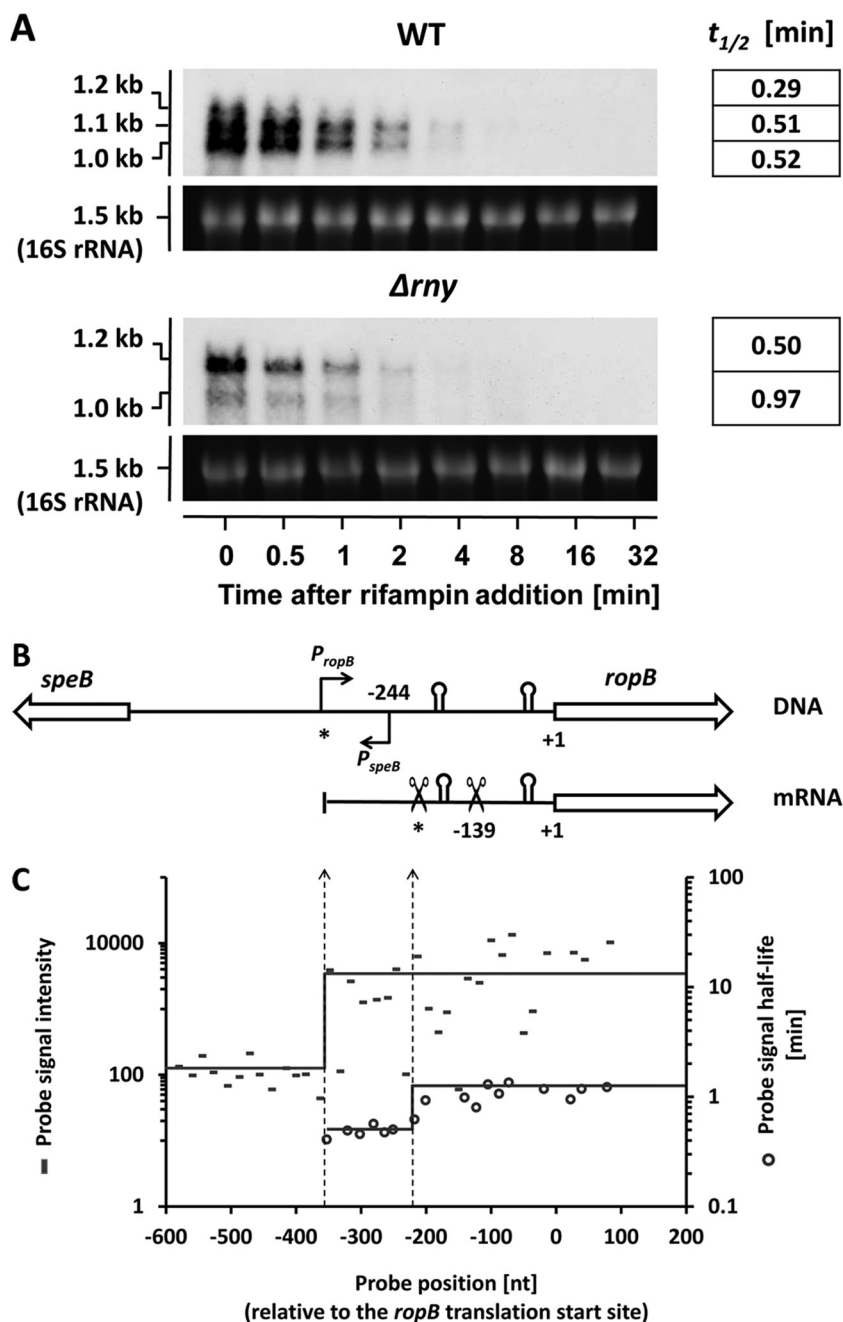 A
WT
t1/2 [min]
1.2 kb
1.1 kb
1.0 kb
0.29
0.51
0.52
1.5 kb
(16S rRNA)
Δrny
1.2 kb
1.0 kb
0.50
0.97
1.5 kb
(16S rRNA)
0 0.5 1 2 4 8 16 32
Time after rifampin addition [min]
B
speB
PropB
-244
ropB
DNA
*
PspeB
+1
mRNA
*
-139
+1
C
Probe signal intensity
10000
100
1
100
10
1
0.1
Probe signal half-life
[min]
-600 -500 -400 -300 -200 -100 0 100 200
Probe position [nt]
(relative to the ropB translation start site)